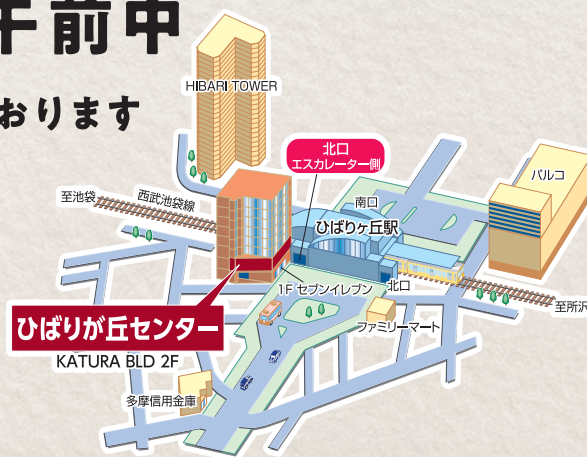 午前中
おります
HIBARI TOWER
北口
エスカレーター側
パルコ
至池袋
西武池袋線
南口
ひばりヶ丘駅
1F セブンイレブン
北口
至所沢
ひばりが丘センター
ファミリーマート
KATURA BLD 2F
多摩信用金庫